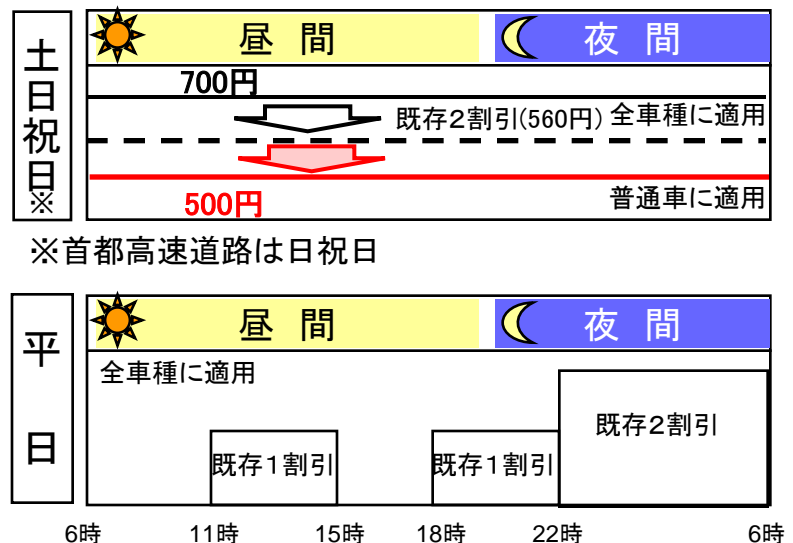 土日祝日※
昼 間
夜 間
700円
既存2割引(560円)
全車種に適用
500円
普通車に適用
※首都高速道路は日祝日
平日
昼 間
夜 間
全車種に適用
既存1割引
既存1割引
既存2割引
6時 11時 15時 18時 22時 6時